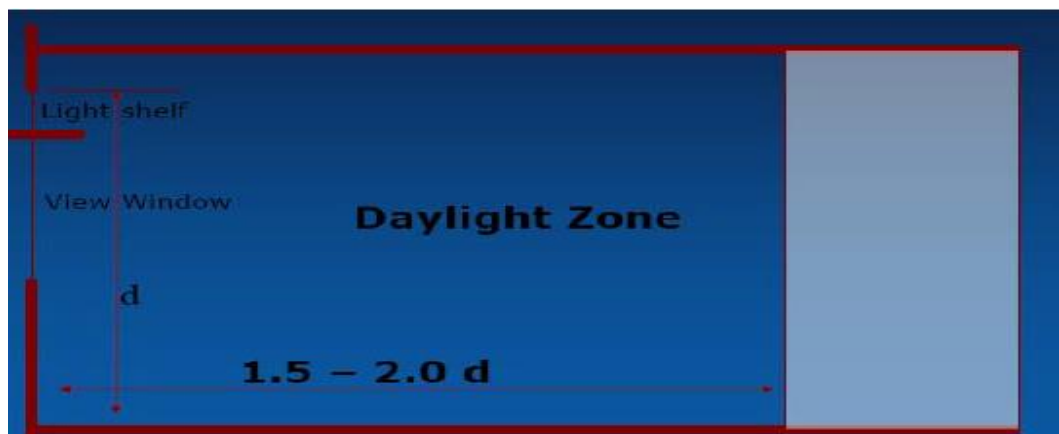 Light shelf
View Window
Daylight Zone
d
1.5 – 2.0 d